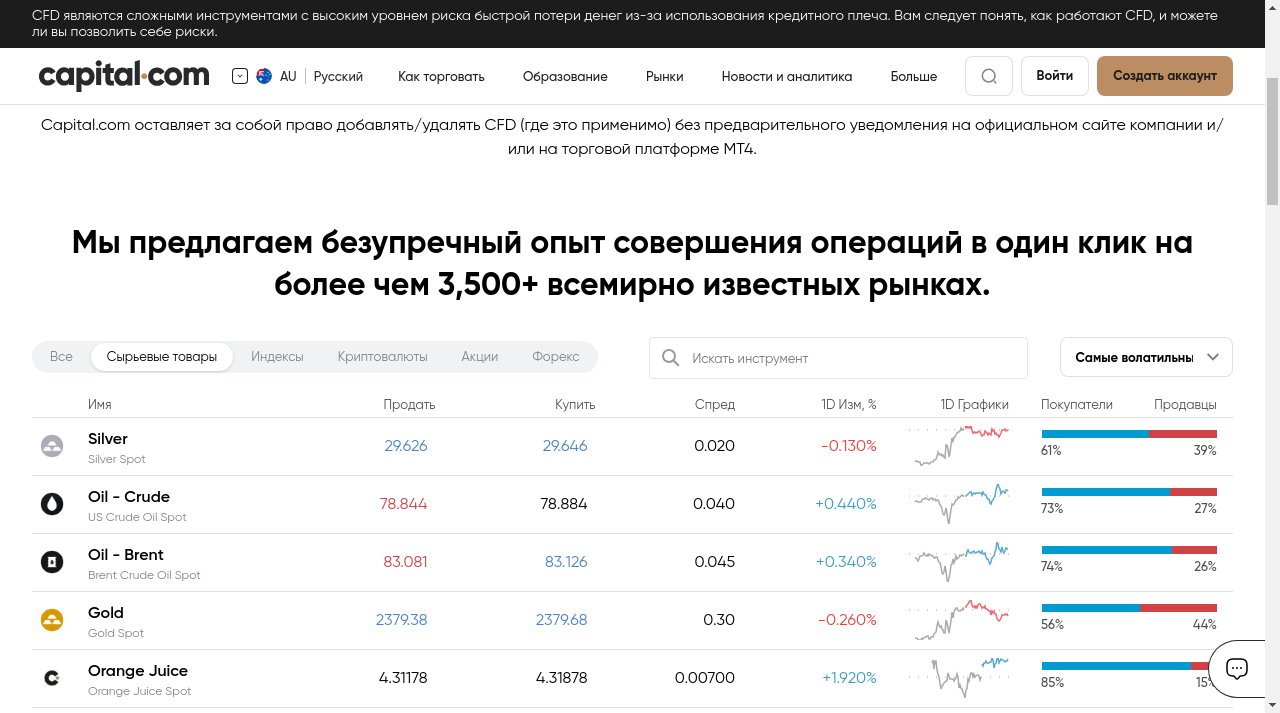 CFD являются сложными инструментами с высоким уровнем риска быстрой потери денег из-за использования кредитного плеча. Вам следует понять, как работают CFD, и можете
ли вы позволить себе риски.
capital.com AU Русский Как торговать Образование Рынки Новости и аналитика Больше Войти Создать аккаунт
Capital.com оставляет за собой право добавлять/удалять CFD (где это применимо) без предварительного уведомления на официальном сайте компании и/
или на торговой платформе МТ4.
Мы предлагаем безупречный опыт совершения операций в один клик на
более чем 3,500+ всемирно известных рынках.
Все Сырьевые товары Индексы Криптовалюты Акции Форекс Искать инструмент Самые волатильны
Имя Продать Купить Спред 1D Изм, % 1D Графики Покупатели Продавцы
Silver 29.626 29.646 0.020 -0.130%
Silver Spot 61% 39%
Oil - Crude 78.844 78.884 0.040 +0.440%
US Crude Oil Spot 73% 27%
Oil - Brent 83.081 83.126 0.045 +0.340%
Brent Crude Oil Spot 74% 26%
Gold 2379.38 2379.68 0.30 -0.260%
Gold Spot 56% 44%
Orange Juice 4.31178 4.31878 0.00700 +1.920%
Orange Juice Spot 85% 15%